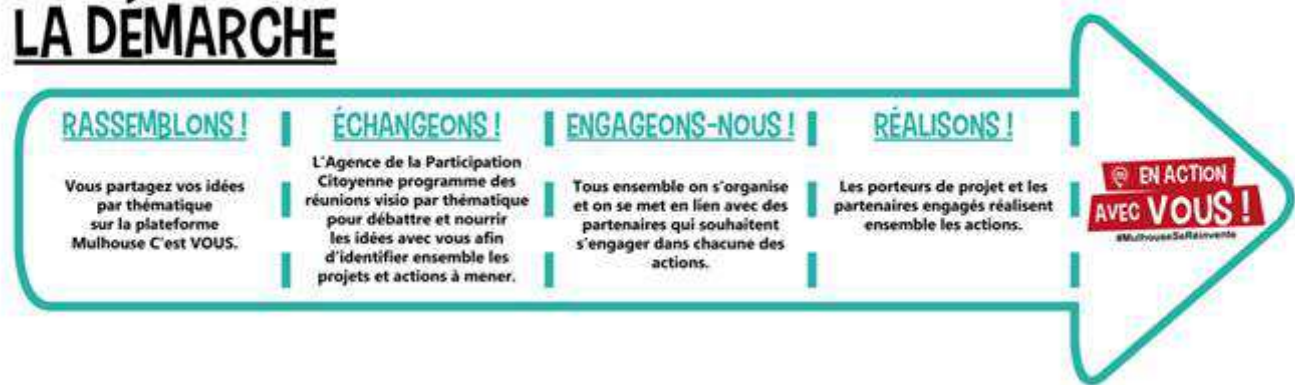 LA DÉMARCHE
RASSEMBLONS !
Vous partagez vos idées
par thématique
sur la plateforme
Mulhouse C'est VOUS.
ÉCHANGEONS !
L'Agence de la Participation
Citoyenne programme des
réunions visio par thématique
pour débattre et nourrir
les idées avec vous afin
d'identifier ensemble les
projets et actions à mener.
ENGAGEONS-NOUS !
Tous ensemble on s'organise
et on se met en lien avec des
partenaires qui souhaitent
s'engager dans chacune des
actions.
RÉALISONS !
Les porteurs de projet et les
partenaires engagés réalisent
ensemble les actions.
EN ACTION
AVEC VOUS !
#MulhouseSeRéinvente